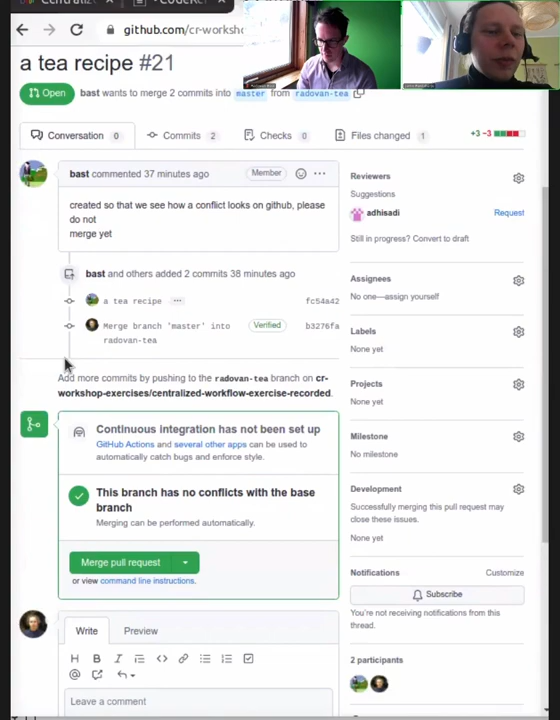 github.com/cr-worksho
a tea recipe #21
Open
bast wants to merge 2 commits into master from radovan-tea
Conversation 0
Commits 2
Checks 0
Files changed 1
+3 −3
bast commented 37 minutes ago
Member
created so that we see how a conflict looks on github, please
do not
merge yet
bast and others added 2 commits 38 minutes ago
a tea recipe
fc54a42
Merge branch 'master' into
radovan-tea
Verified
b3276fa
Add more commits by pushing to the radovan-tea branch on cr-
workshop-exercises/centralized-workflow-exercise-recorded.
Continuous integration has not been set up
GitHub Actions and several other apps can be used to
automatically catch bugs and enforce style.
This branch has no conflicts with the base
branch
Merging can be performed automatically.
Merge pull request
or view command line instructions.
Write
Preview
Leave a comment
Reviewers
Suggestions
adhisadi
Request
Still in progress? Convert to draft
Assignees
No one—assign yourself
Labels
None yet
Projects
None yet
Milestone
No milestone
Development
Successfully merging this pull request may
close these issues.
None yet
Notifications
Customize
Subscribe
You're not receiving notifications from this
thread.
2 participants